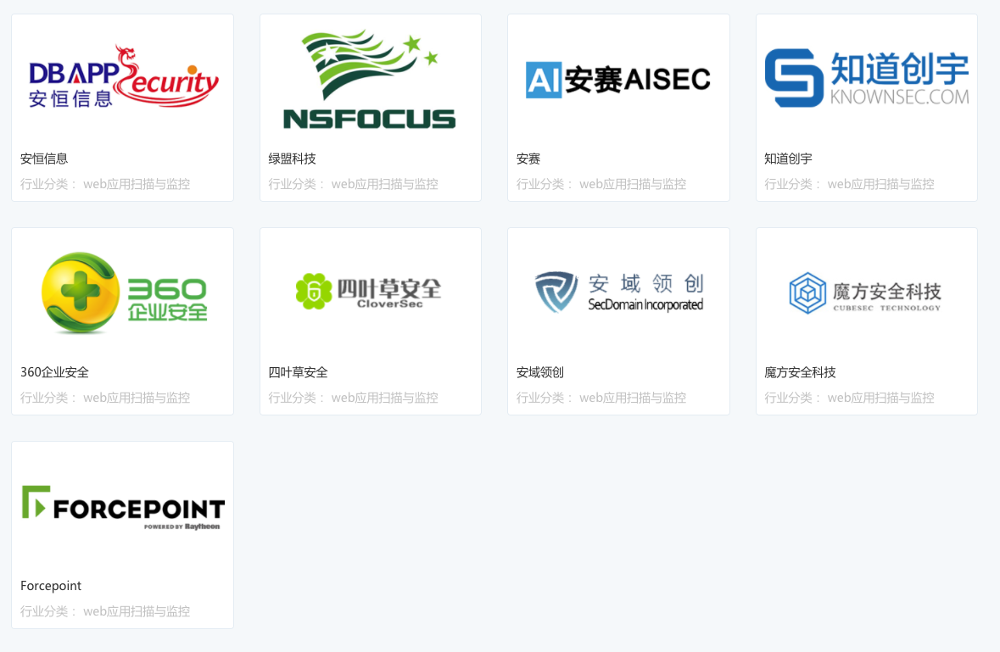 DBAPPSecurity
安恒信息
安恒信息
行业分类： web应用扫描与监控
NSFOCUS
绿盟科技
行业分类： web应用扫描与监控
AI安赛AISEC
安赛
行业分类： web应用扫描与监控
知道创宇
KNOWNSEC.COM
知道创宇
行业分类： web应用扫描与监控
360
企业安全
360企业安全
行业分类： web应用扫描与监控
四叶草安全
CloverSec
四叶草安全
行业分类： web应用扫描与监控
安域领创
SecDomain Incorporated
安域领创
行业分类： web应用扫描与监控
魔方安全科技
CUBESEC TECHNOLOGY
魔方安全科技
行业分类： web应用扫描与监控
FORCEPOINT
POWERED BY Raytheon
Forcepoint
行业分类： web应用扫描与监控